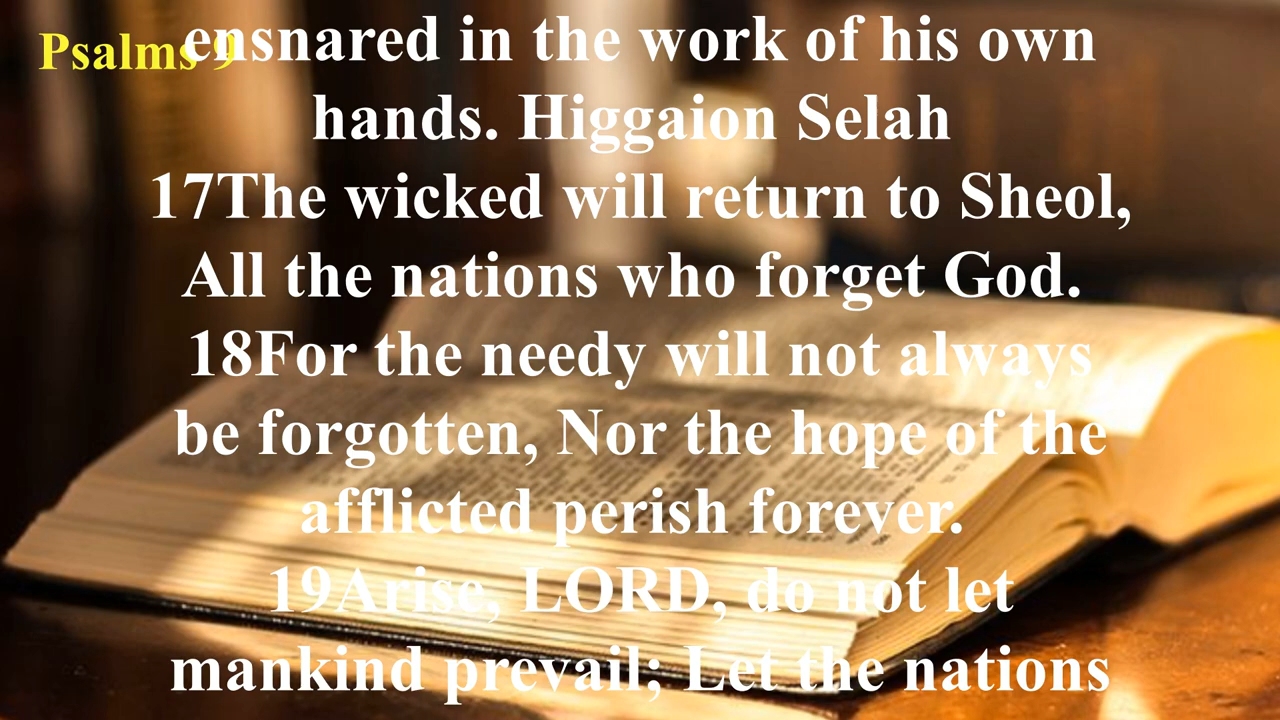 Psalms 9
ensnared in the work of his own
hands. Higgaion Selah
17The wicked will return to Sheol,
All the nations who forget God.
18For the needy will not always
be forgotten, Nor the hope of the
afflicted perish forever.
19Arise, LORD, do not let
mankind prevail; Let the nations